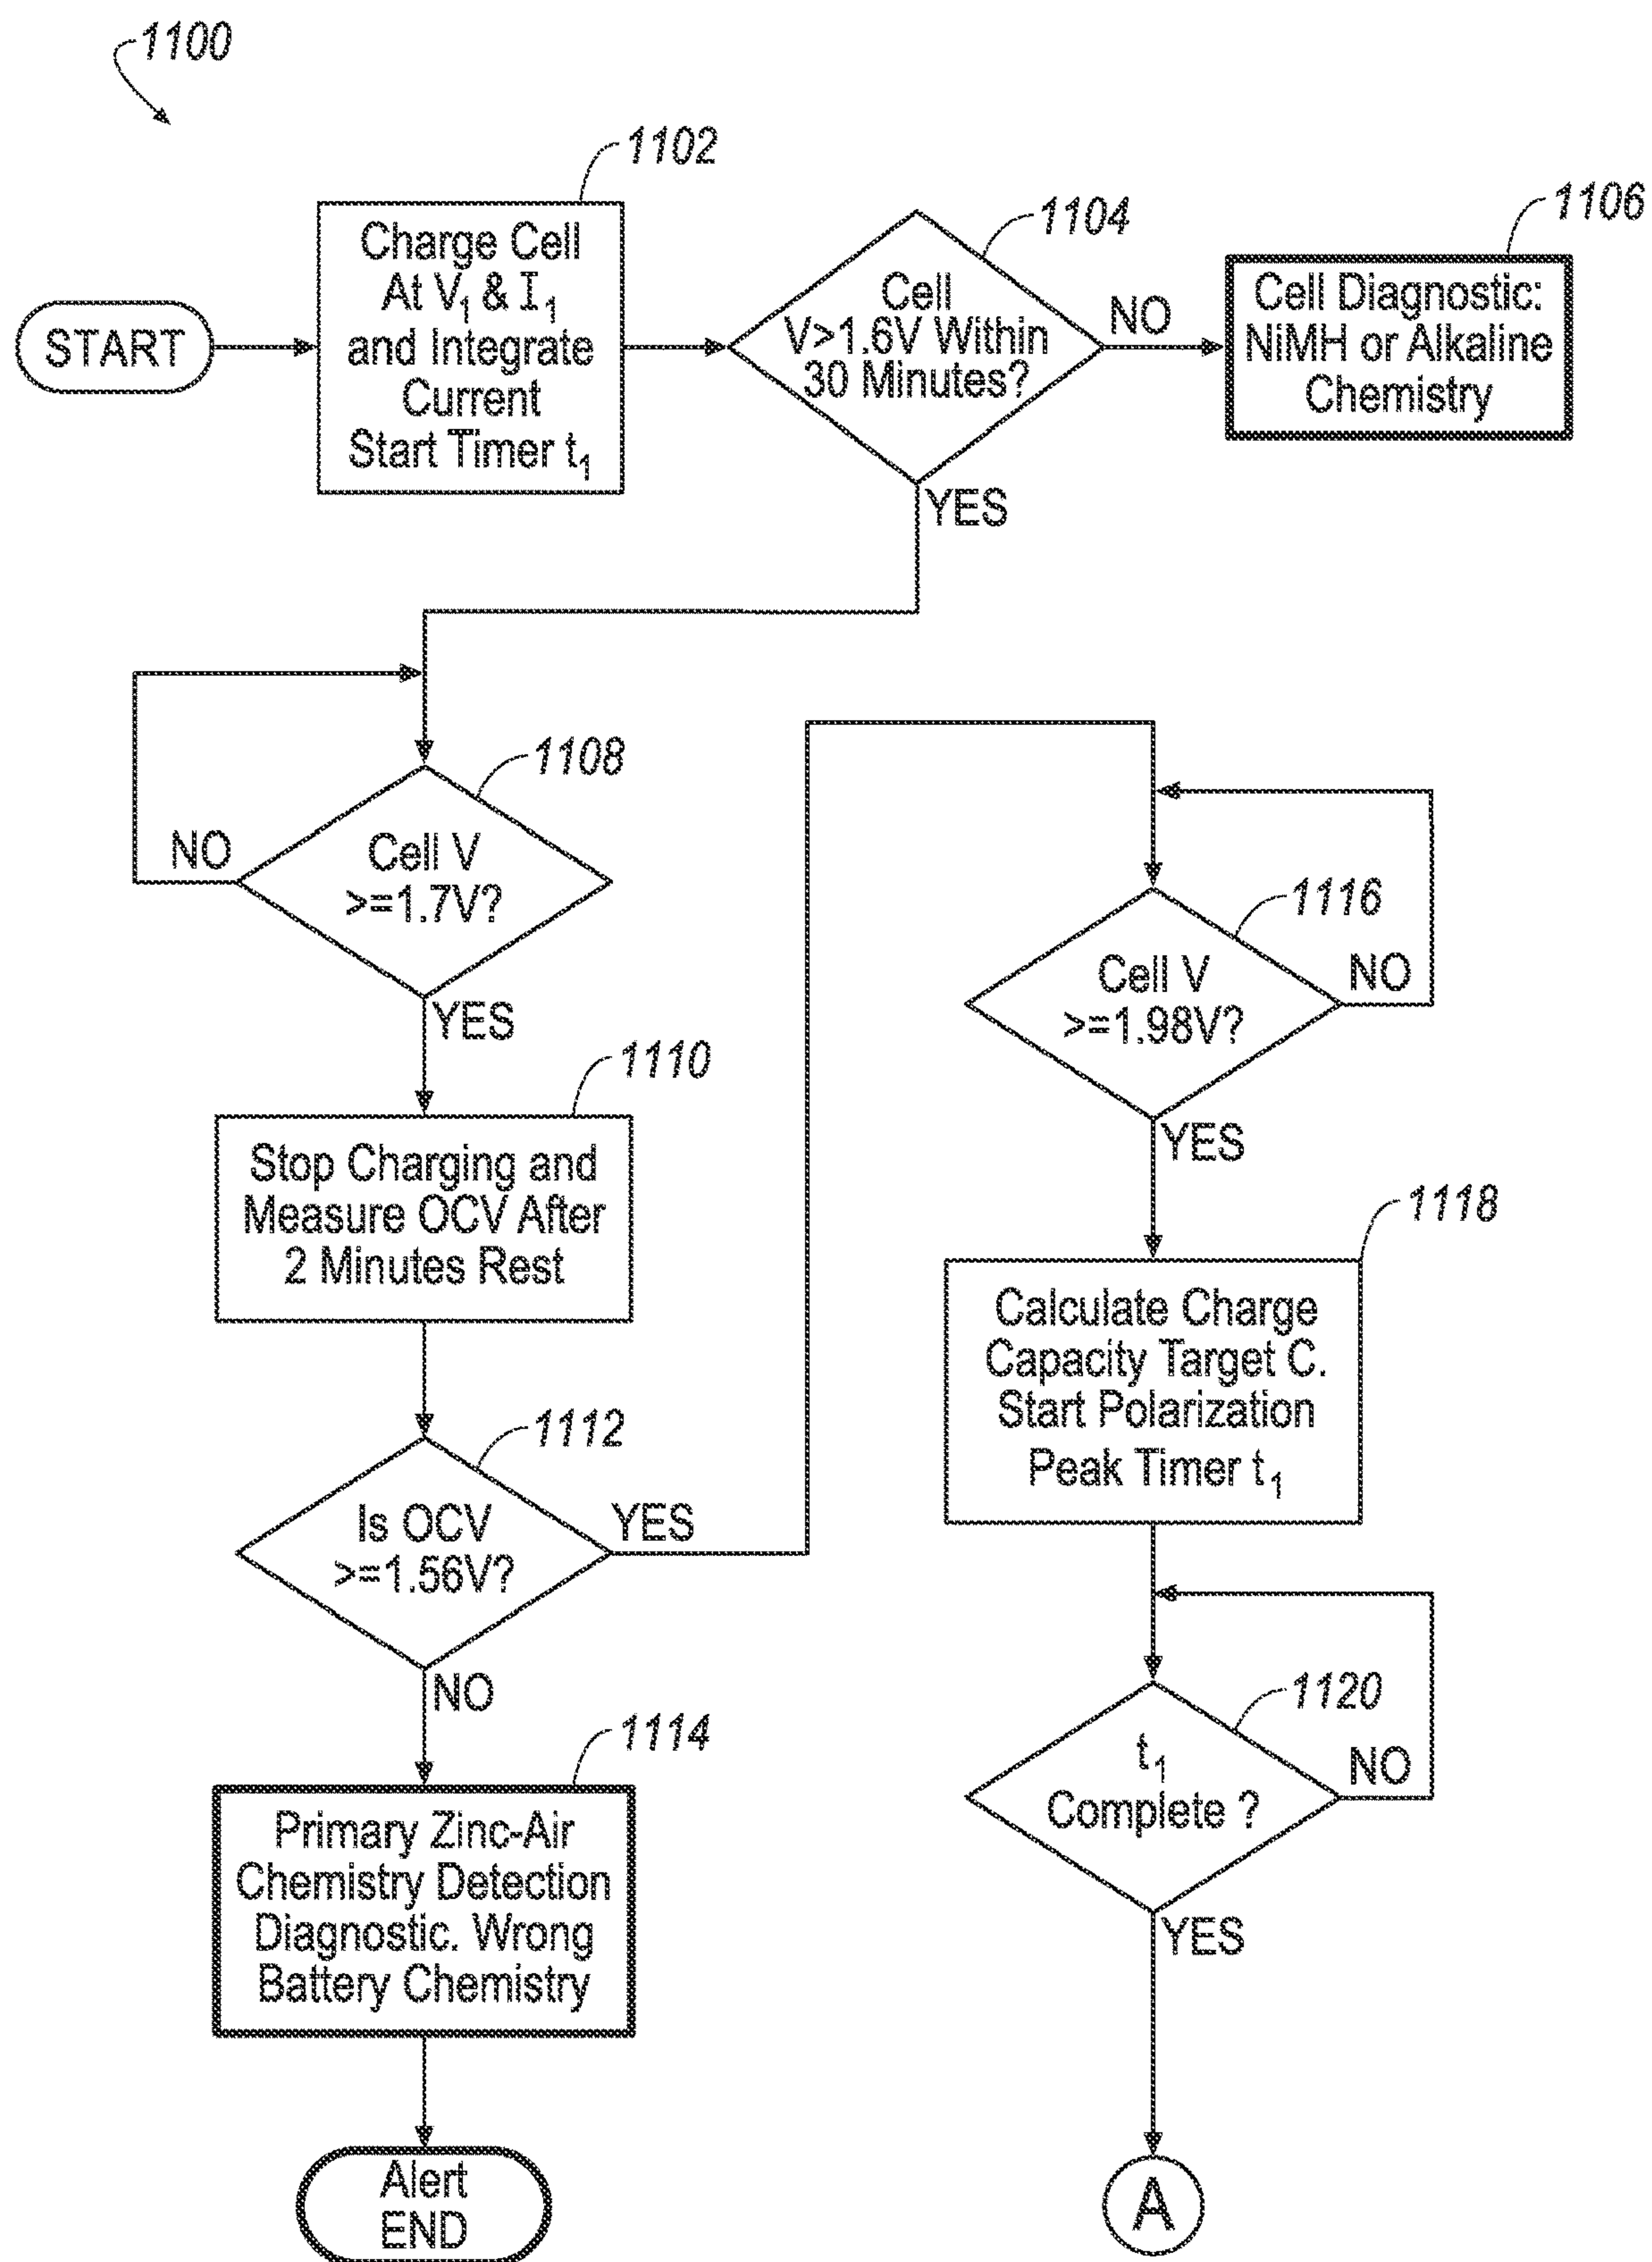 1100
1102
Charge Cell
At V1 & I1
and Integrate
Current
Start Timer t1
START
1104
Cell
V>1.6V Within
30 Minutes?
NO
YES
1106
Cell Diagnostic:
NiMH or Alkaline
Chemistry
1108
Cell V
>=1.7V?
NO
YES
1110
Stop Charging and
Measure OCV After
2 Minutes Rest
1112
Is OCV
>=1.56V?
YES
NO
1114
Primary Zinc-Air
Chemistry Detection
Diagnostic. Wrong
Battery Chemistry
Alert
END
1116
Cell V
>=1.98V?
NO
YES
1118
Calculate Charge
Capacity Target C.
Start Polarization
Peak Timer t1
1120
t1
Complete ?
NO
YES
A